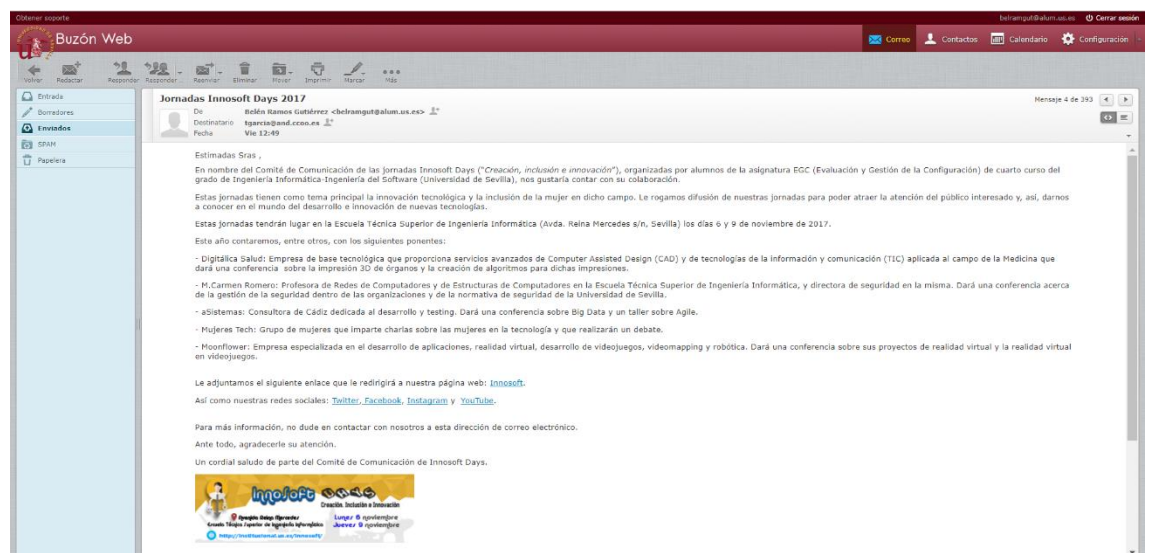 Obtener soporte
belramgut@alum.us.es Cerrar sesión
Buzón Web
Correo Contactos Calendario Configuración
Volver Redactar Responder Responder... Reenviar Eliminar Mover Imprimir Marcar Más
Entrada
Borradores
Enviados
SPAM
Papelera
Jornadas Innosoft Days 2017
Mensaje 4 de 393
De Belén Ramos Gutiérrez <belramgut@alum.us.es>
Destinatario tgarcia@and.ccoo.es
Fecha Vie 12:49
Estimadas Sras ,
En nombre del Comité de Comunicación de las jornadas Innosoft Days ("Creación, inclusión e innovación"), organizadas por alumnos de la asignatura EGC (Evaluación y Gestión de la Configuración) de cuarto curso del
grado de Ingeniería Informática-Ingeniería del Software (Universidad de Sevilla), nos gustaría contar con su colaboración.
Estas jornadas tienen como tema principal la innovación tecnológica y la inclusión de la mujer en dicho campo. Le rogamos difusión de nuestras jornadas para poder atraer la atención del público interesado y, así, darnos
a conocer en el mundo del desarrollo e innovación de nuevas tecnologías.
Estas jornadas tendrán lugar en la Escuela Técnica Superior de Ingeniería Informática (Avda. Reina Mercedes s/n, Sevilla) los días 6 y 9 de noviembre de 2017.
Este año contaremos, entre otros, con los siguientes ponentes:
- Digitálica Salud: Empresa de base tecnológica que proporciona servicios avanzados de Computer Assisted Design (CAD) y de tecnologías de la información y comunicación (TIC) aplicada al campo de la Medicina que
dará una conferencia sobre la impresión 3D de órganos y la creación de algoritmos para dichas impresiones.
- M.Carmen Romero: Profesora de Redes de Computadores y de Estructuras de Computadores en la Escuela Técnica Superior de Ingeniería Informática, y directora de seguridad en la misma. Dará una conferencia acerca
de la gestión de la seguridad dentro de las organizaciones y de la normativa de seguridad de la Universidad de Sevilla.
- aSistemas: Consultora de Cádiz dedicada al desarrollo y testing. Dará una conferencia sobre Big Data y un taller sobre Agile.
- Mujeres Tech: Grupo de mujeres que imparte charlas sobre las mujeres en la tecnología y que realizarán un debate.
- Moonflower: Empresa especializada en el desarrollo de aplicaciones, realidad virtual, desarrollo de videojuegos, videomapping y robótica. Dará una conferencia sobre sus proyectos de realidad virtual y la realidad virtual
en videojuegos.
Le adjuntamos el siguiente enlace que le redirigirá a nuestra página web: Innosoft.
Así como nuestras redes sociales: Twitter, Facebook, Instagram y YouTube.
Para más información, no dude en contactar con nosotros a esta dirección de correo electrónico.
Ante todo, agradecerle su atención.
Un cordial saludo de parte del Comité de Comunicación de Innosoft Days.
Innosoft DAYS
Creación, Inclusión e Innovación
Lunes 6 noviembre
Escuela Técnica Superior de Ingeniería Informática Jueves 9 noviembre